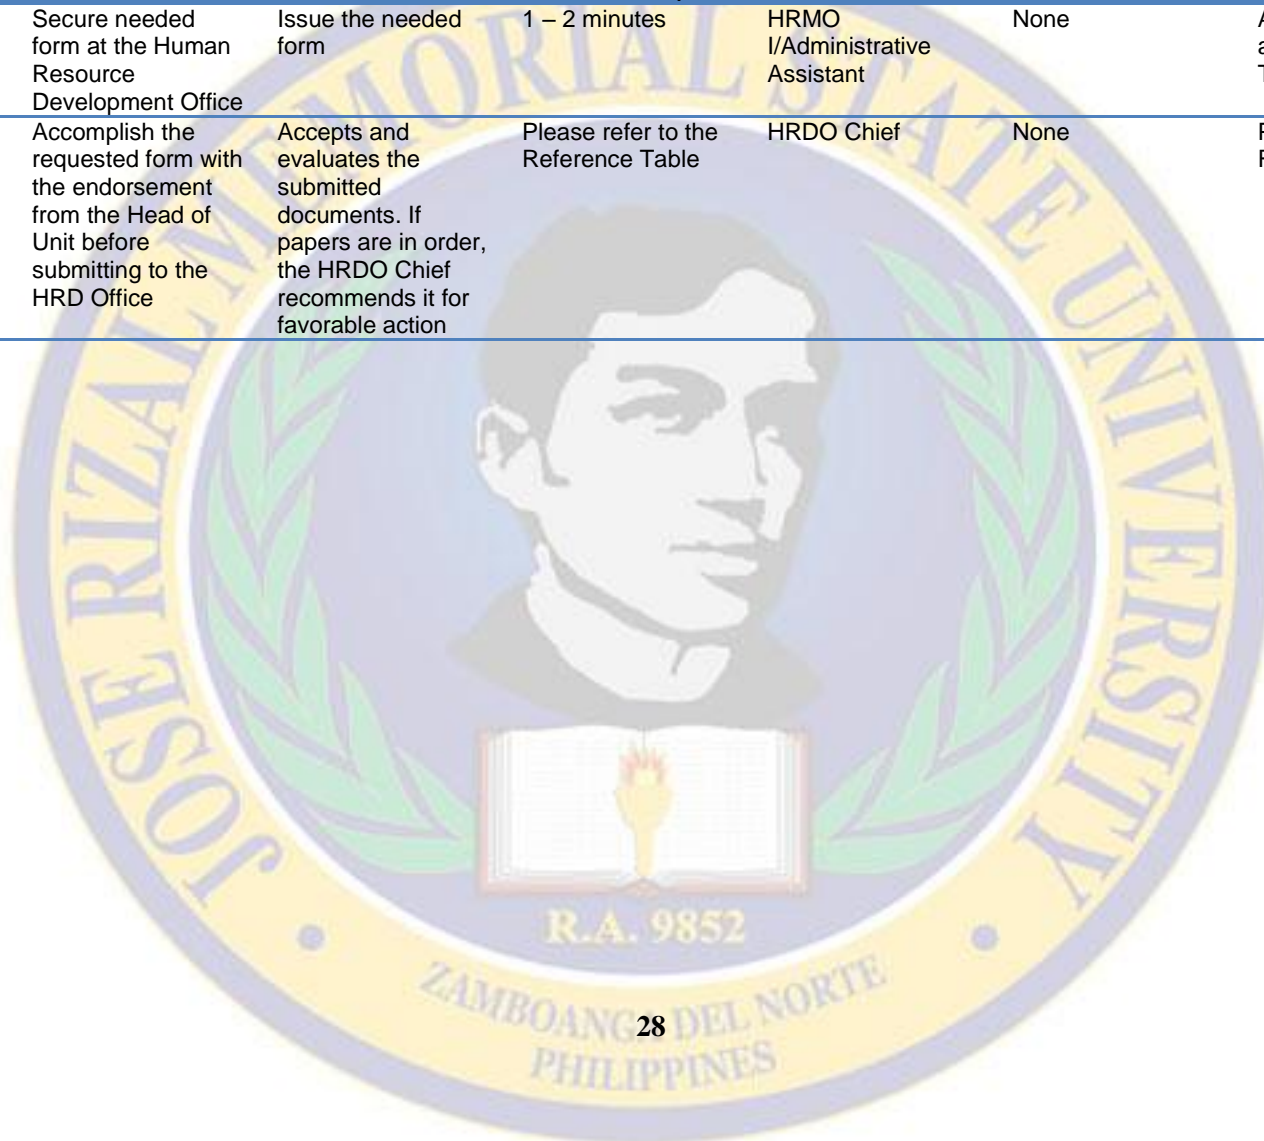 Secure needed
form at the Human
Resource
Development Office
Issue the needed
form
1 – 2 minutes
HRMO
I/Administrative
Assistant
None
Accomplish the
requested form with
the endorsement
from the Head of
Unit before
submitting to the
HRD Office
Accepts and
evaluates the
submitted
documents. If
papers are in order,
the HRDO Chief
recommends it for
favorable action
Please refer to the
Reference Table
HRDO Chief
None
JOSE RIZAL MEMORIAL STATE UNIVERSITY
R.A. 9852
ZAMBOANGA DEL NORTE
28
PHILIPPINES